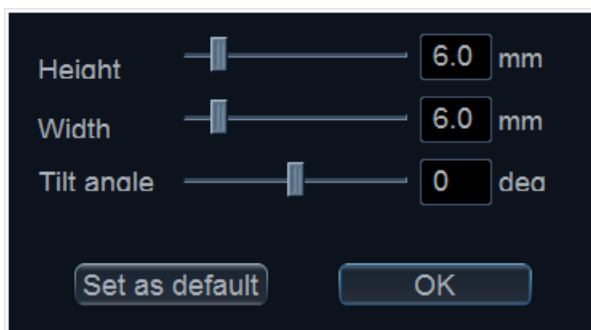 Height 6.0 mm
Width 6.0 mm
Tilt angle 0 deg
Set as default OK